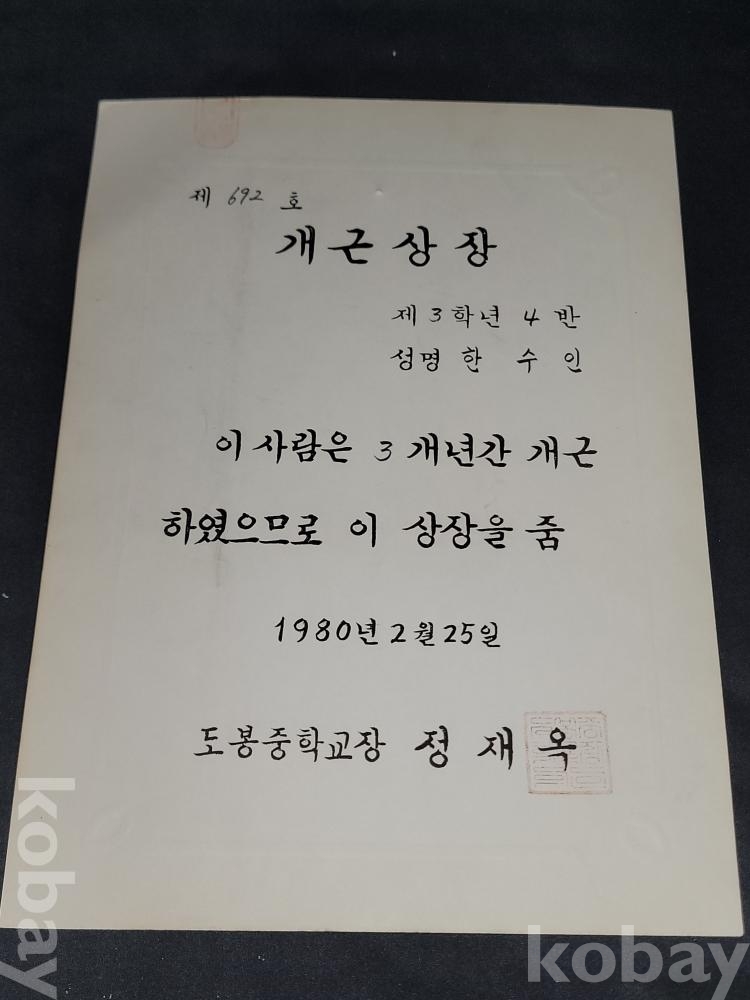 제 692 호
개근상장
제 3 학년 4 반
성명 한 수 인
이 사람은 3 개년간 개근
하였으므로 이 상장을 줌
1980년 2월 25일
도봉중학교장 정 재 옥
kobay
kobay